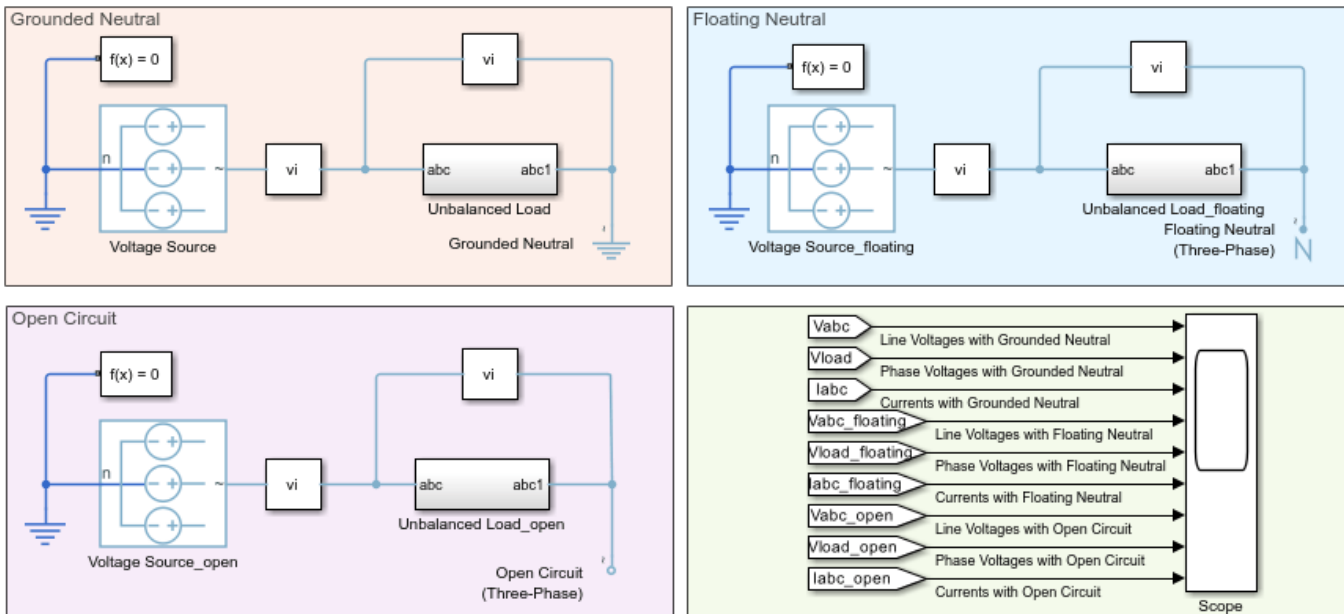 Grounded Neutral
f(x) = 0
vi
n
- +
- +
- +
~
vi
abc
abc1
Unbalanced Load
Voltage Source
Grounded Neutral
~
Floating Neutral
f(x) = 0
vi
n
- +
- +
- +
~
vi
abc
abc1
Unbalanced Load_floating
Voltage Source_floating
Floating Neutral
(Three-Phase)
~
N
Open Circuit
f(x) = 0
vi
n
- +
- +
- +
~
vi
abc
abc1
Unbalanced Load_open
Voltage Source_open
Open Circuit
(Three-Phase)
~
Vabc
Line Voltages with Grounded Neutral
Vload
Phase Voltages with Grounded Neutral
Iabc
Currents with Grounded Neutral
Vabc_floating
Line Voltages with Floating Neutral
Vload_floating
Phase Voltages with Floating Neutral
Iabc_floating
Currents with Floating Neutral
Vabc_open
Line Voltages with Open Circuit
Vload_open
Phase Voltages with Open Circuit
Iabc_open
Currents with Open Circuit
Scope